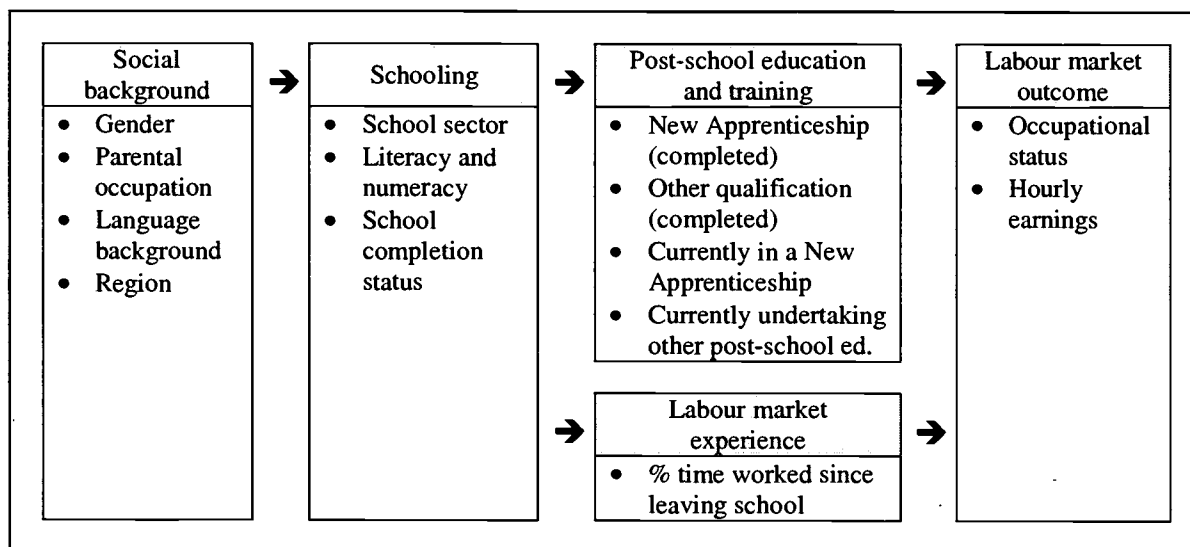 Social
background
• Gender
• Parental
occupation
• Language
background
• Region
Schooling
• School sector
• Literacy and
numeracy
• School
completion
status
Post-school education
and training
• New Apprenticeship
(completed)
• Other qualification
(completed)
• Currently in a New
Apprenticeship
• Currently undertaking
other post-school ed.
Labour market
experience
• % time worked since
leaving school
Labour market
outcome
• Occupational
status
• Hourly
earnings